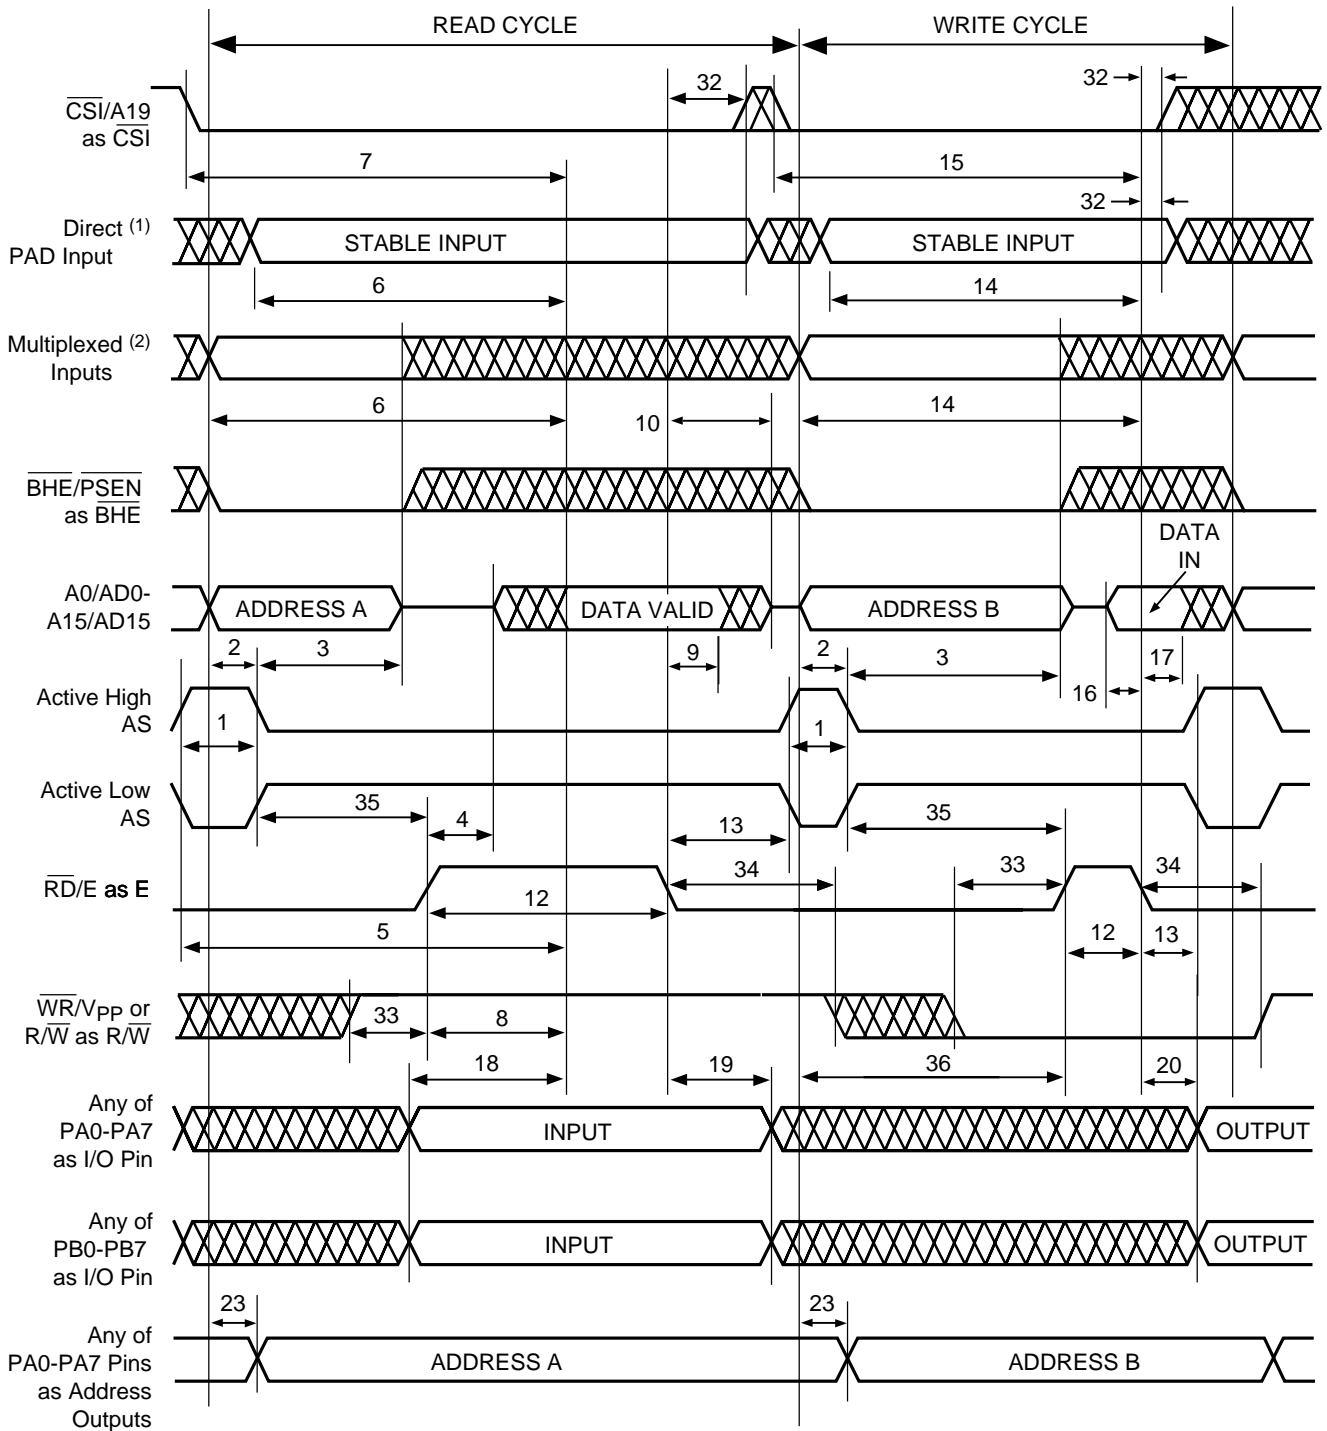 READ CYCLE
WRITE CYCLE
32
32
CSI/A19
as CSI
7
15
32
Direct (1)
PAD Input
STABLE INPUT
STABLE INPUT
6
14
Multiplexed (2)
Inputs
6
10
14
BHE/PSEN
as BHE
DATA
IN
A0/AD0-
A15/AD15
ADDRESS A
DATA VALID
ADDRESS B
2
3
9
2
3
16
17
Active High
AS
1
1
Active Low
AS
35
4
13
35
RD/E as E
12
34
33
34
5
12
13
WR/VPP or
R/W as R/W
33
8
18
19
36
20
Any of
PA0-PA7
as I/O Pin
INPUT
OUTPUT
Any of
PB0-PB7
as I/O Pin
INPUT
OUTPUT
23
23
Any of
PA0-PA7 Pins
as Address
Outputs
ADDRESS A
ADDRESS B